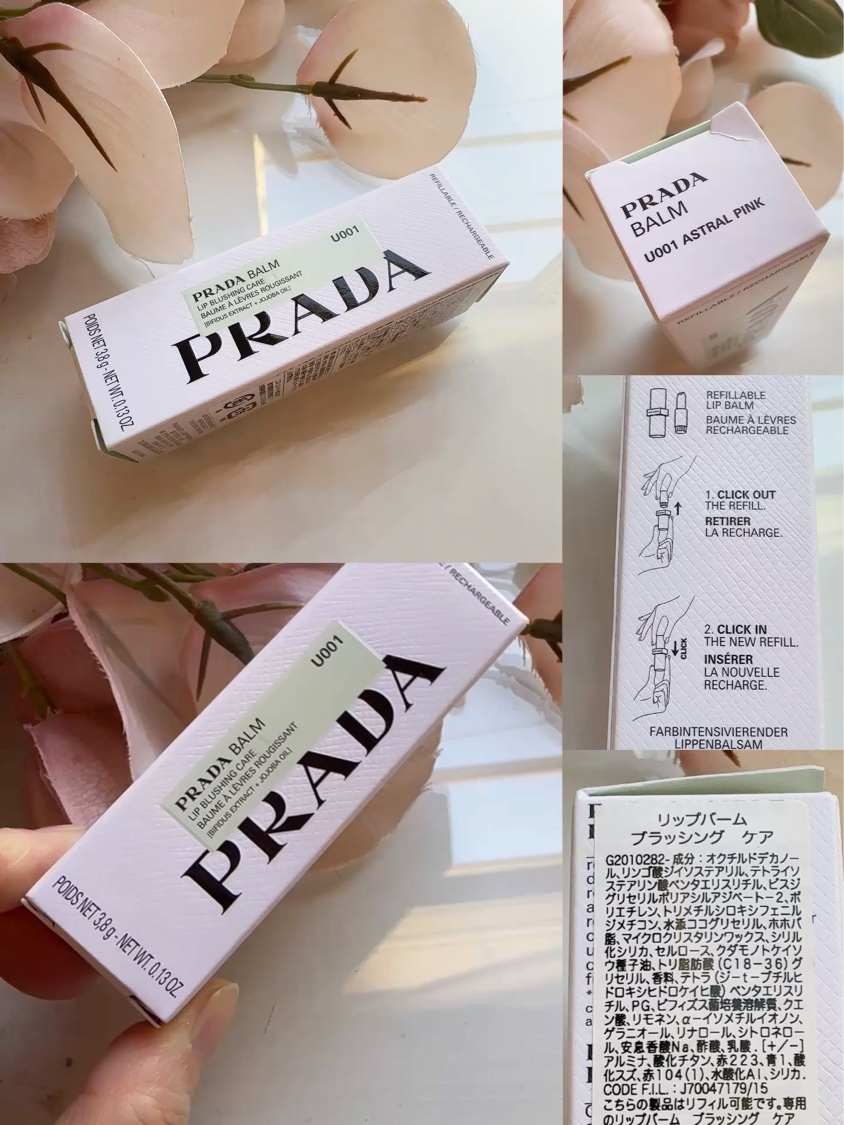 REFILLABLE / RECHARGEABLE
U001
PRADA BALM
LIP BLUSHING CARE
BAUME À LÈVRES ROUGISSANT
[BIFIDUS EXTRACT + JOJOBA OIL]
PRADA
POIDS NET 3,8 g - NET WT. 0.13 OZ
PRADA
BALM
U001 ASTRAL PINK
REFILLABLE / RECHARGEABLE
REFILLABLE
LIP BALM
BAUME À LÈVRES
RECHARGEABLE
1. CLICK OUT
THE REFILL.
RETIRER
LA RECHARGE.
2. CLICK IN
THE NEW REFILL.
CLICK
INSÉRER
LA NOUVELLE
RECHARGE.
FARBINTENSIVIERENDER
LIPPENBALSAM
/ RECHARGEABLE
U001
PRADA BALM
LIP BLUSHING CARE
BAUME À LÈVRES ROUGISSANT
[BIFIDUS EXTRACT + JOJOBA OIL]
PRADA
POIDS NET 3,8 g - NET WT. 0.13 OZ
リップバーム
ブラッシング ケア
G2010282-成分:オクチルドデカノー
ル、リンゴ酸ジイソステアリル、テトライソ
ステアリン酸ペンタエリスリチル、ビスジ
グリセリルポリアシルアジペート-2、ポ
リエチレン、トリメチルシロキシフェニル
ジメチコン、水添ココグリセリル、ホホバ
脂、マイクロクリスタリンワックス、シリル
化シリカ、セルロース、クダモノトケイソ
ウ種子油、トリ脂肪酸(C18-36)グ
リセリル、香料、テトラ(ジ-t-ブチルヒ
ドロキシヒドロケイヒ酸)ペンタエリスリ
チル、PG、ビフィズス菌培養溶解質、クエ
ン酸、リモネン、α-イソメチルイオノン、
ゲラニオール、リナロール、シトロネロー
ル、安息香酸Na、酢酸、乳酸.[+/-]
アルミナ、酸化チタン、赤223、青1、酸
化スズ、赤104(1)、水酸化Al、シリカ.
CODE F.I.L. : J70047179/15
こちらの製品はリフィル可能です。専用
のリップバーム ブラッシング ケア